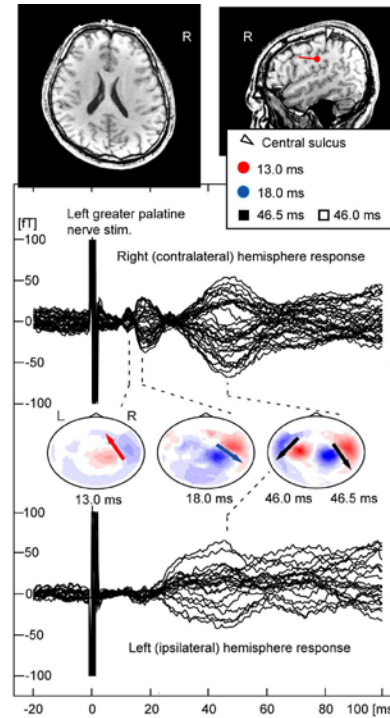 R
R
Central sulcus
13.0 ms
18.0 ms
46.5 ms 46.0 ms
[fT]
Left greater palatine
nerve stim.
100
Right (contralateral) hemisphere response
50
0
-50
-100
L R
13.0 ms
18.0 ms
46.0 ms 46.5 ms
100
50
0
-50
Left (ipsilateral) hemisphere response
-100
-20 0 20 40 60 80 100 [ms